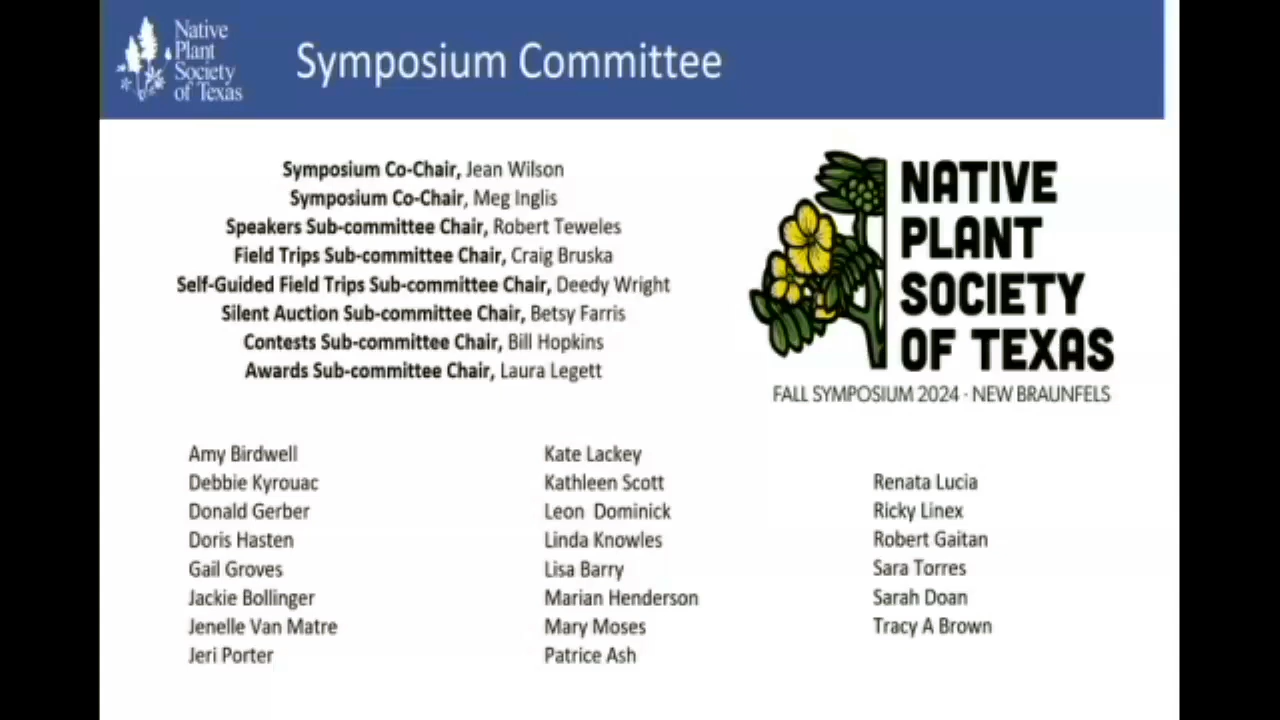 Native
Plant
Society
of Texas
Symposium Committee
Symposium Co-Chair, Jean Wilson
Symposium Co-Chair, Meg Inglis
Speakers Sub-committee Chair, Robert Teweles
Field Trips Sub-committee Chair, Craig Bruska
Self-Guided Field Trips Sub-committee Chair, Deedy Wright
Silent Auction Sub-committee Chair, Betsy Farris
Contests Sub-committee Chair, Bill Hopkins
Awards Sub-committee Chair, Laura Legett
NATIVE
PLANT
SOCIETY
OF TEXAS
FALL SYMPOSIUM 2024 · NEW BRAUNFELS
Amy Birdwell
Debbie Kyrouac
Donald Gerber
Doris Hasten
Gail Groves
Jackie Bollinger
Jenelle Van Matre
Jeri Porter
Kate Lackey
Kathleen Scott
Leon  Dominick
Linda Knowles
Lisa Barry
Marian Henderson
Mary Moses
Patrice Ash
Renata Lucia
Ricky Linex
Robert Gaitan
Sara Torres
Sarah Doan
Tracy A Brown